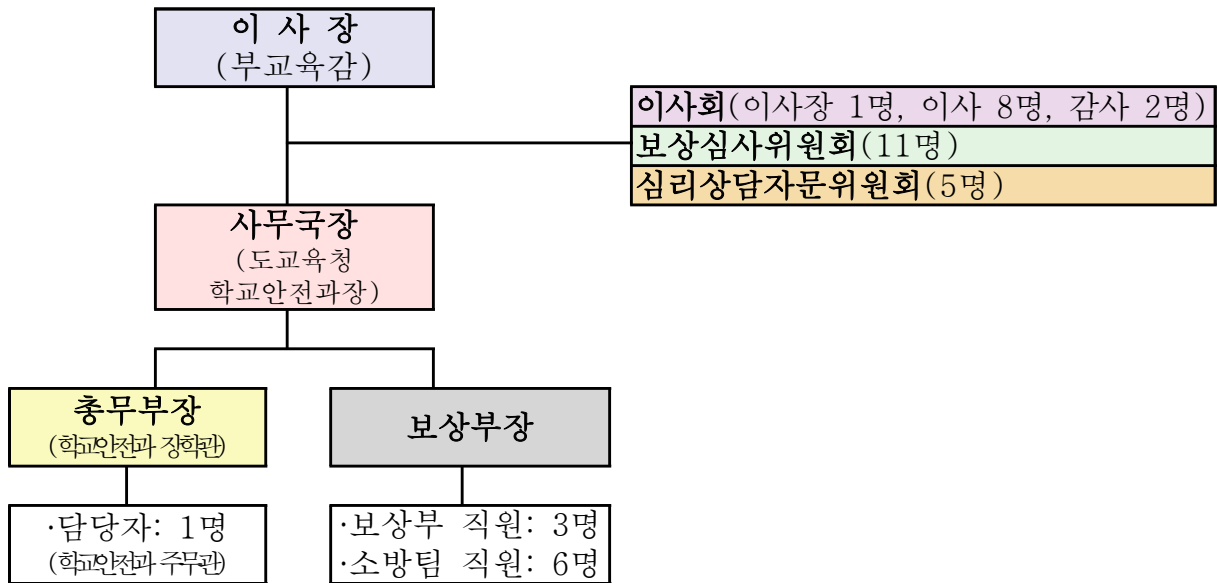 이 사 장
(부교육감)
이사회(이사장 1명, 이사 8명, 감사 2명)
보상심사위원회(11명)
심리상담자문위원회(5명)
사무국장
(도교육청
학교안전과장)
총무부장
(학교안전과 장학관)
보상부장
·담당자: 1명
(학교안전과 주무관)
·보상부 직원: 3명
·소방팀 직원: 6명